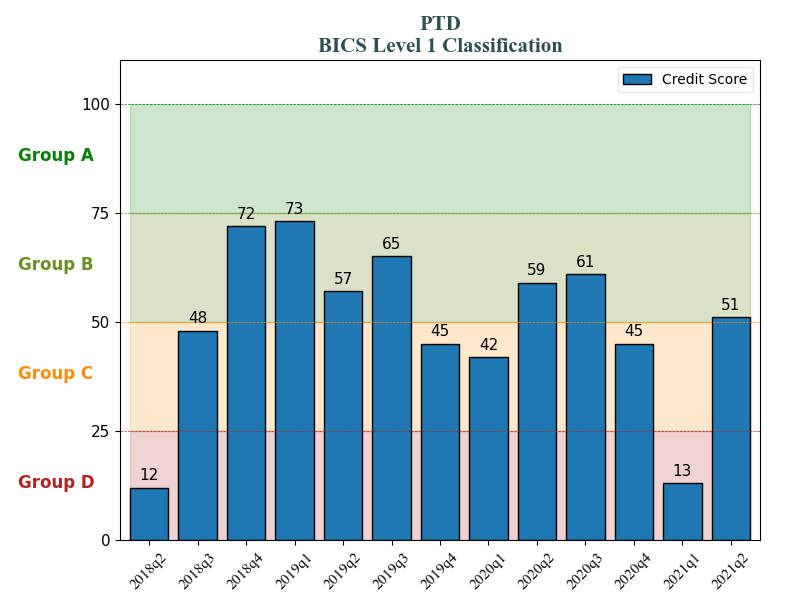 PTD
BICS Level 1 Classification
Credit Score
100
Group A
75
72
73
65
Group B
57
59
61
50
48
45
42
45
51
Group C
25
Group D
12
13
0
2018q2
2018q3
2018q4
2019q1
2019q2
2019q3
2019q4
2020q1
2020q2
2020q3
2020q4
2021q1
2021q2